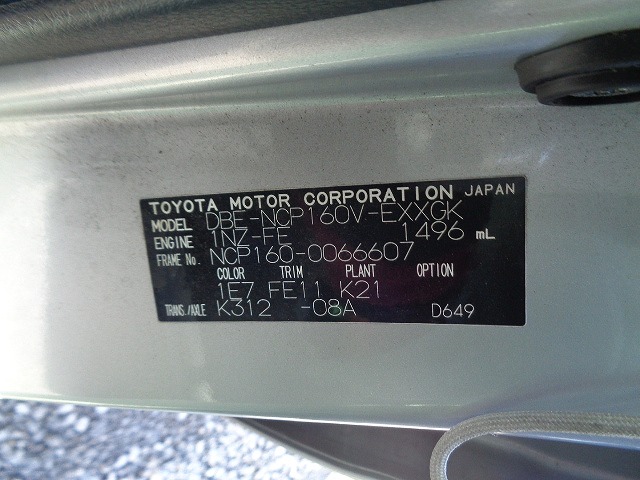 TOYOTA MOTOR CORPORATION JAPAN
MODEL DBE-NCP160V-EXXGK
ENGINE 1NZ-FE 1496 mL
FRAME No. NCP160-0066607
COLOR TRIM PLANT OPTION
1E7 FE11 K21
TRANS./AXLE K312 -08A D649